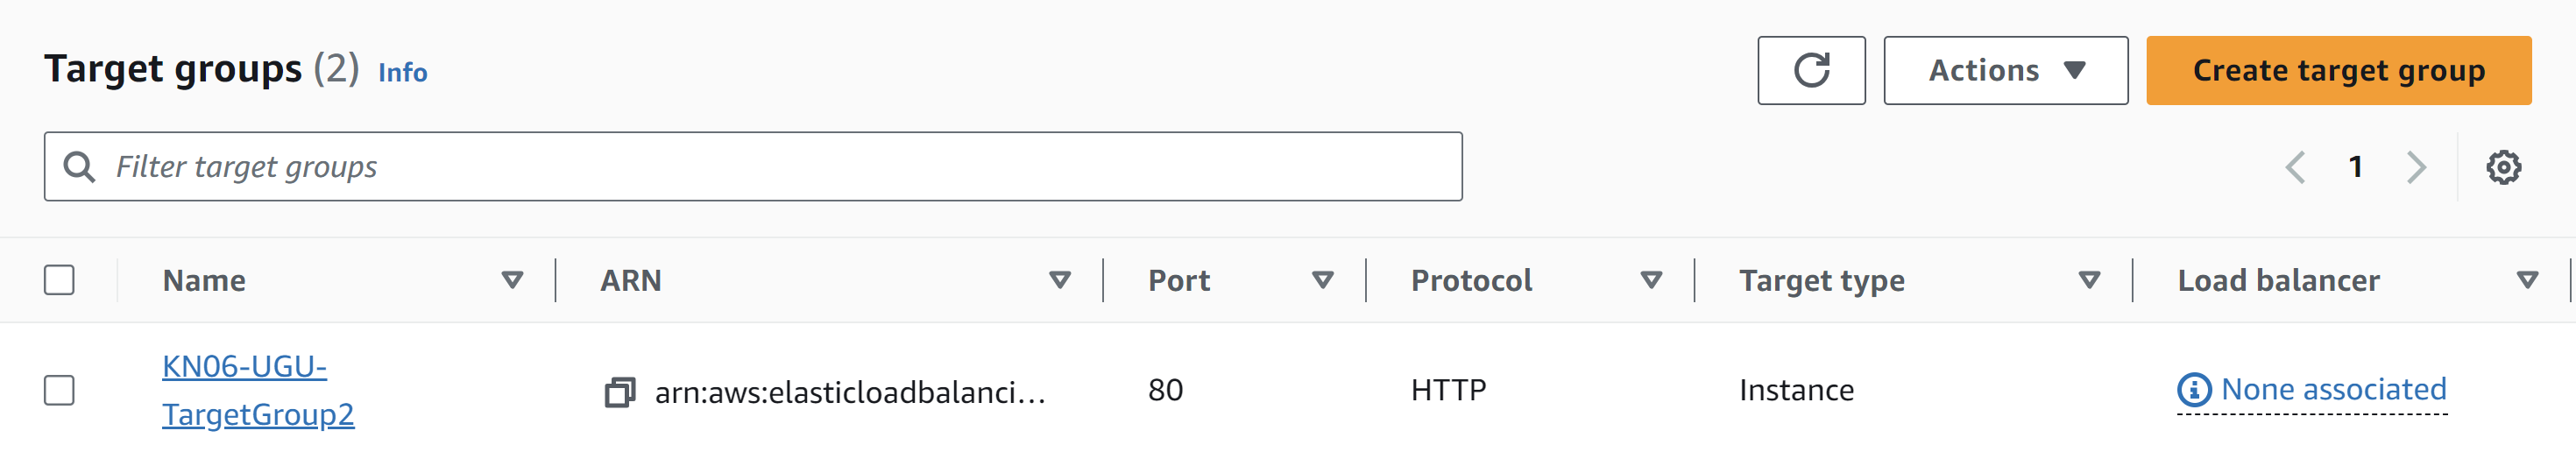 Target groups (2) Info
Actions
Create target group
Filter target groups
1
Name ARN Port Protocol Target type Load balancer
KN06-UGU-
TargetGroup2
arn:aws:elasticloadbalanci… 80 HTTP Instance None associated